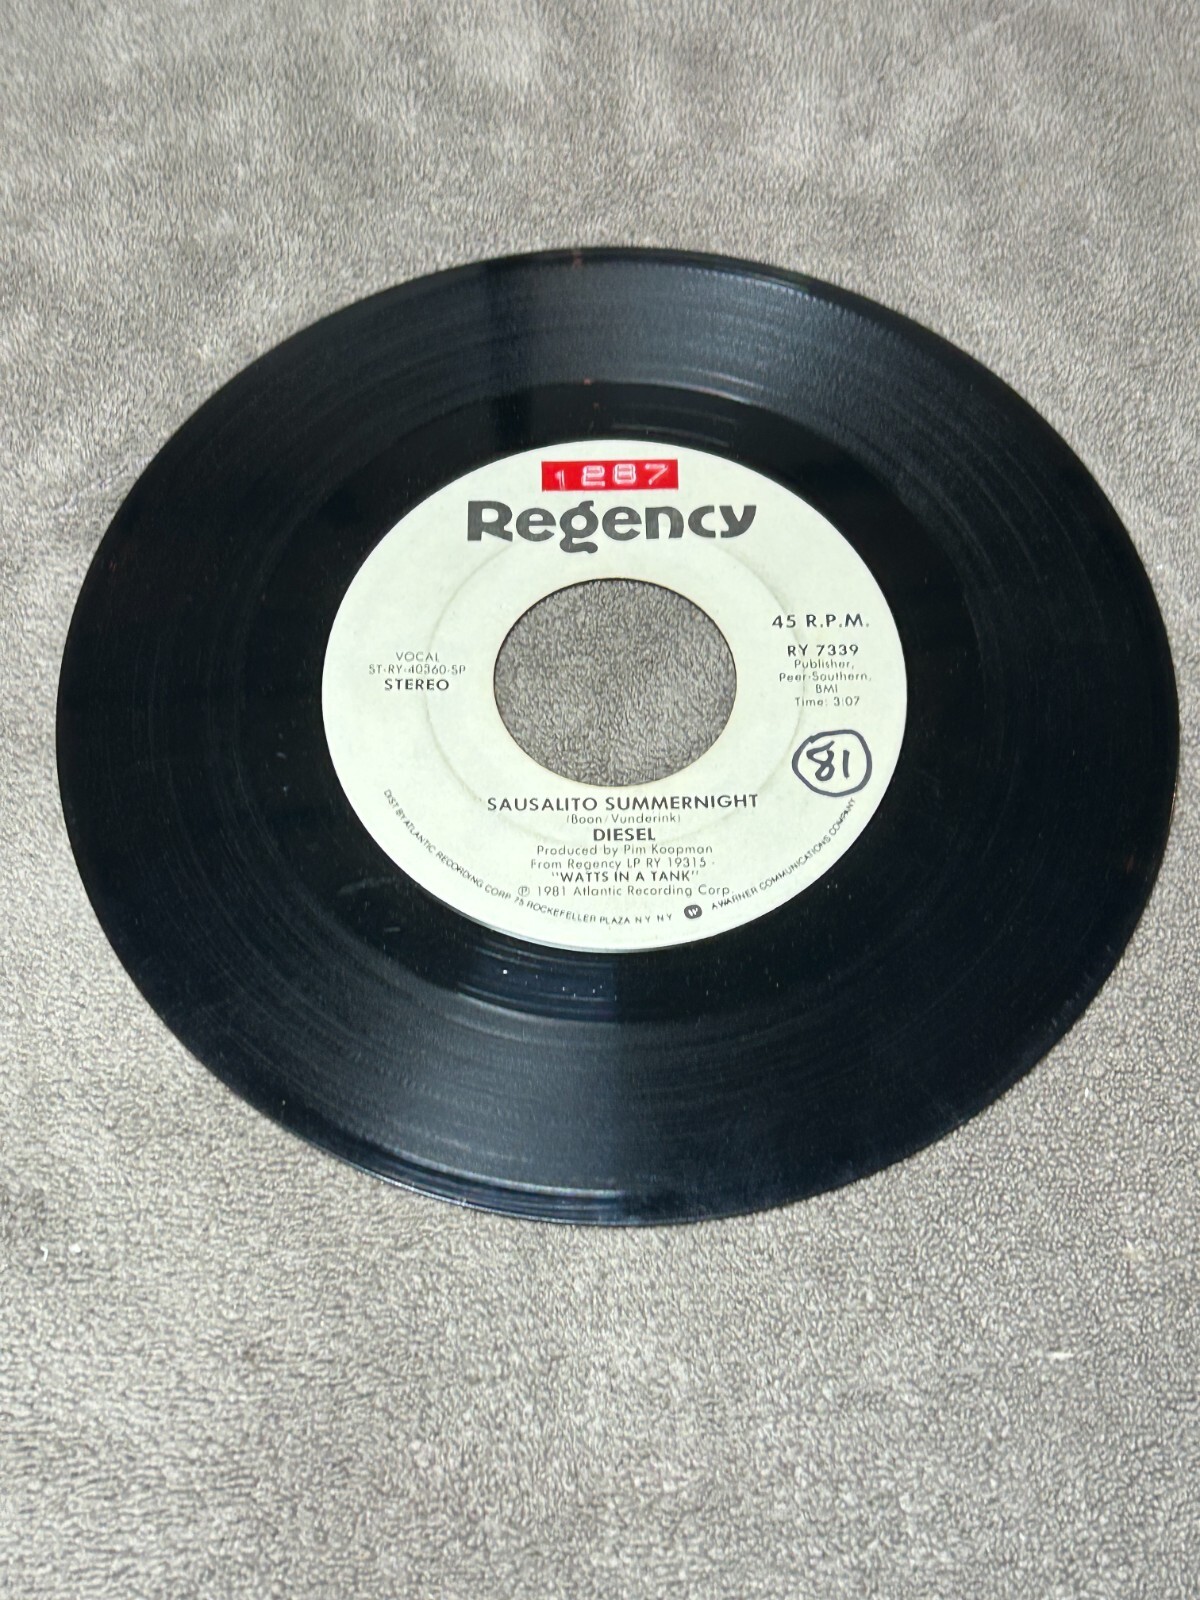 1287
Regency
45 R.P.M.
RY 7339
Publisher,
Peer-Southern,
BMI
Time: 3:07
VOCAL
ST-RY-40360-SP
STEREO
81
SAUSALITO SUMMERNIGHT
(Boon/Vunderink)
DIESEL
Produced by Pim Koopman
From Regency LP RY 19315 -
"WATTS IN A TANK"
℗ 1981 Atlantic Recording Corp.
DIST BY ATLANTIC RECORDING CORP. 75 ROCKEFELLER PLAZA N Y N Y W A WARNER COMMUNICATIONS COMPANY